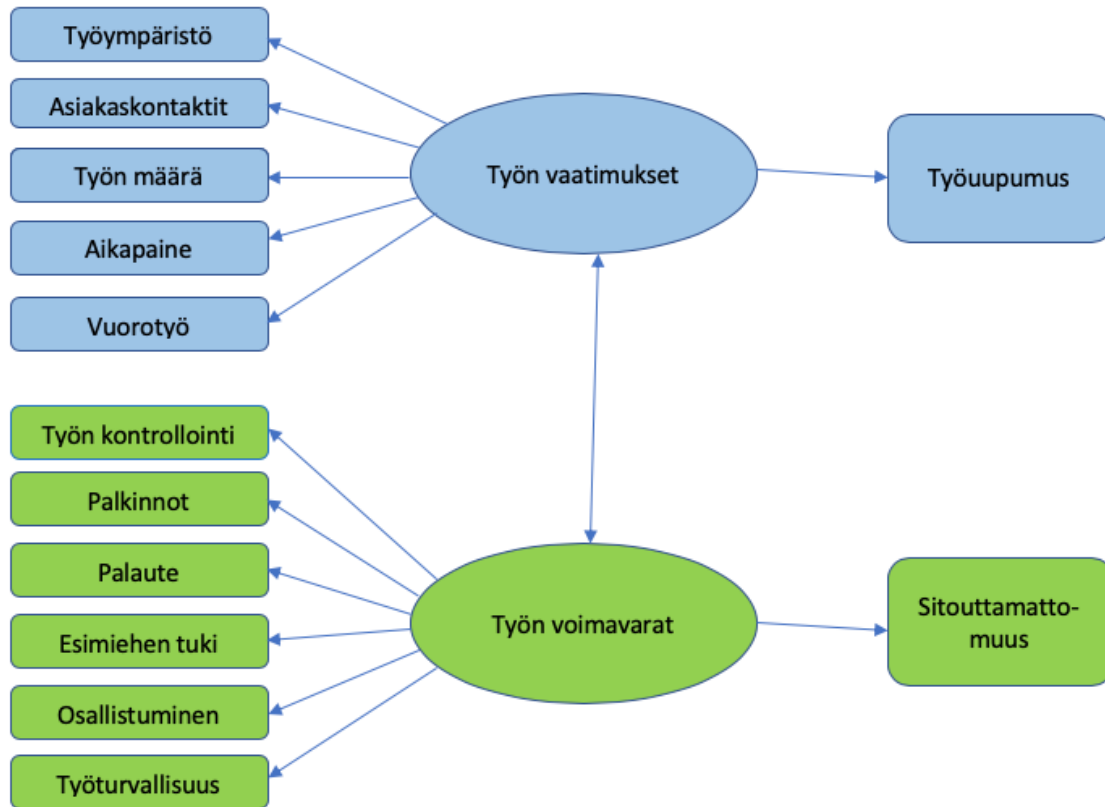 Työympäristö
Asiakaskontaktit
Työn määrä
Aikapaine
Vuorotyö
Työn vaatimukset
Työuupumus
Työn kontrollointi
Palkinnot
Palaute
Esimiehen tuki
Osallistuminen
Työturvallisuus
Työn voimavarat
Sitouttamatto-
muus